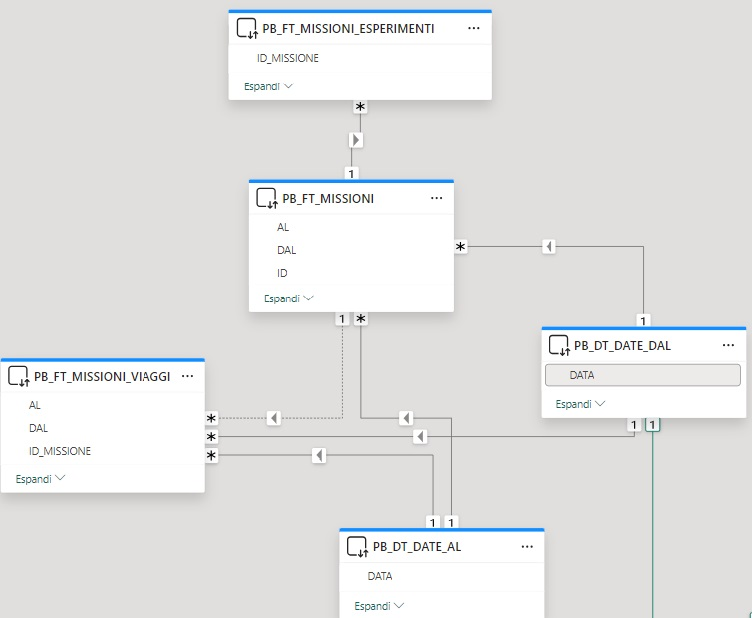 PB_FT_MISSIONI_ESPERIMENTI ...
ID_MISSIONE
Espandi
*
1
PB_FT_MISSIONI ...
AL
DAL
ID
Espandi
*
1 *
1
PB_DT_DATE_DAL ...
DATA
Espandi
1 1
PB_FT_MISSIONI_VIAGGI ...
AL
DAL
ID_MISSIONE
Espandi
*
*
*
1 1
PB_DT_DATE_AL ...
DATA
Espandi